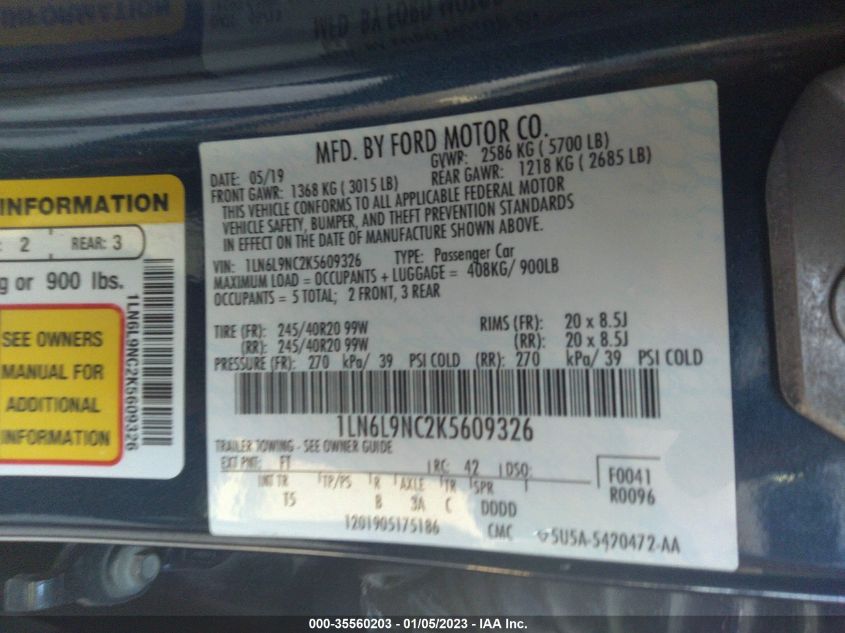 INFORMATION
: 2 REAR: 3
g or 900 lbs.
SEE OWNERS
MANUAL FOR
ADDITIONAL
INFORMATION
1LN6L9NC2K5609326
MFD. BY FORD MOTOR CO.
DATE: 05/19 GVWR: 2586 KG ( 5700 LB)
FRONT GAWR: 1368 KG ( 3015 LB) REAR GAWR: 1218 KG ( 2685 LB)
THIS VEHICLE CONFORMS TO ALL APPLICABLE FEDERAL MOTOR
VEHICLE SAFETY, BUMPER, AND THEFT PREVENTION STANDARDS
IN EFFECT ON THE DATE OF MANUFACTURE SHOWN ABOVE.
VIN: 1LN6L9NC2K5609326 TYPE: Passenger Car
MAXIMUM LOAD = OCCUPANTS + LUGGAGE = 408KG/ 900LB
OCCUPANTS = 5 TOTAL; 2 FRONT, 3 REAR
TIRE (FR): 245/40R20 99W RIMS (FR): 20 x 8.5J
(RR): 245/40R20 99W (RR): 20 x 8.5J
PRESSURE (FR): 270 kPa/ 39 PSI COLD (RR): 270 kPa/ 39 PSI COLD
1LN6L9NC2K5609326
TRAILER TOWING - SEE OWNER GUIDE
EXT PNT: FT RC: 42 DSO:
INT TR TP/PS R AXLE TR SPR
T5 B 3A C DDDD
F0041
R0096
1201905175186 CMC 5U5A-5420472-AA
000-35560203 - 01/05/2023 - IAA Inc.